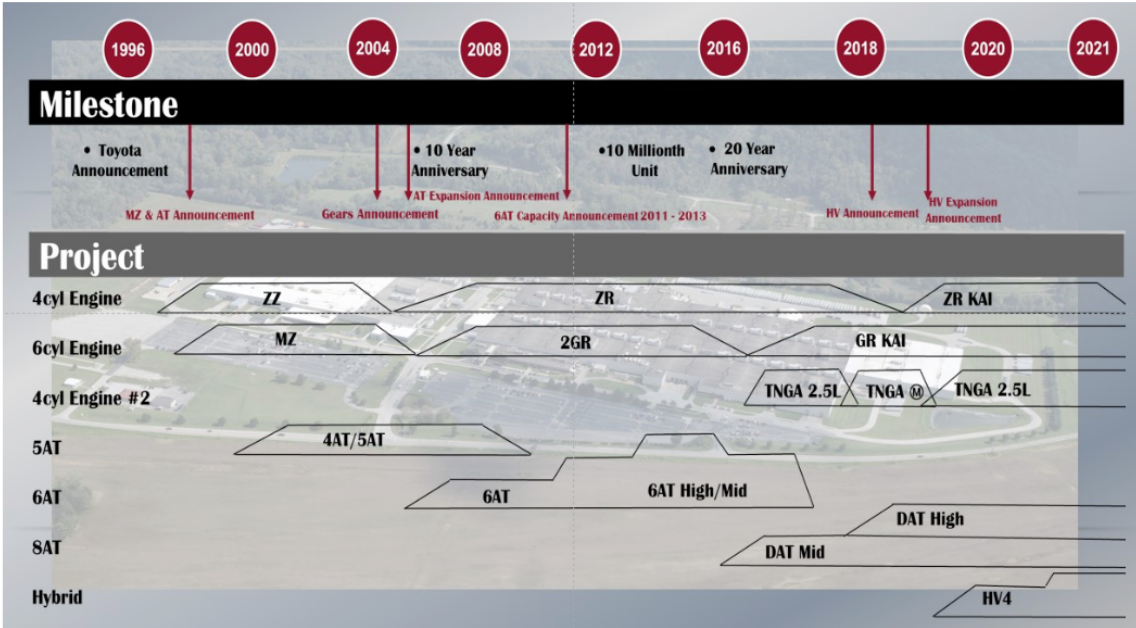 1996 2000 2004 2008 2012 2016 2018 2020 2021
Milestone
• Toyota
Announcement
• 10 Year
Anniversary
•10 Millionth
Unit
• 20 Year
Anniversary
MZ & AT Announcement
Gears Announcement
AT Expansion Announcement
6AT Capacity Announcement 2011 - 2013
HV Announcement
HV Expansion
Announcement
Project
4cyl Engine ZZ ZR ZR KAI
6cyl Engine MZ 2GR GR KAI
4cyl Engine #2 TNGA 2.5L TNGA Ⓜ TNGA 2.5L
5AT 4AT/5AT
6AT 6AT 6AT High/Mid
DAT High
8AT DAT Mid
Hybrid HV4